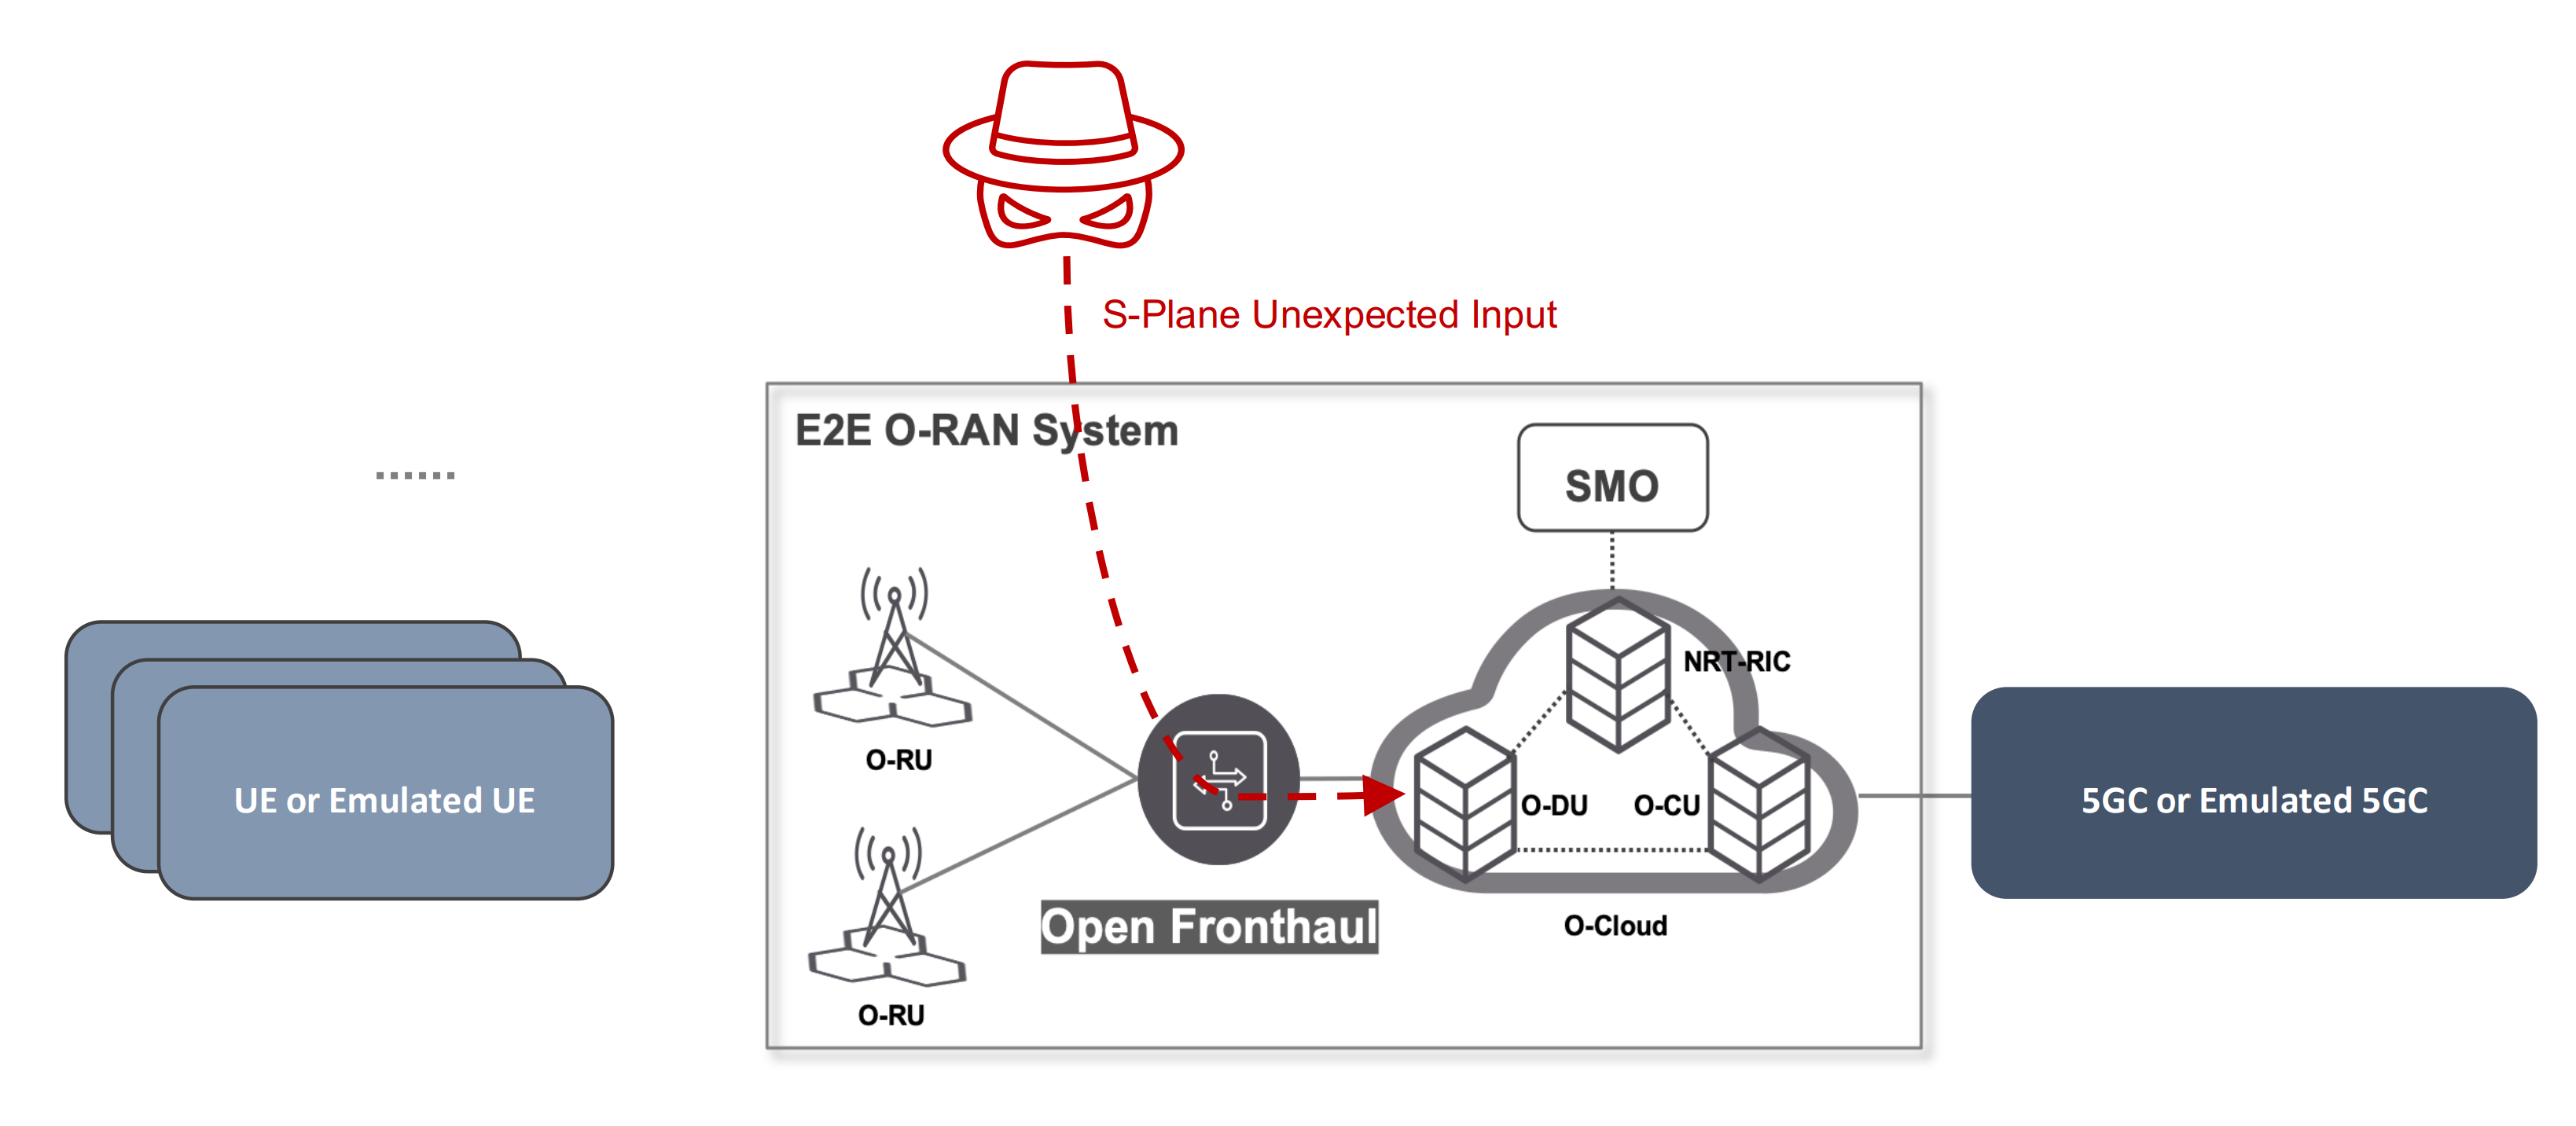 S-Plane Unexpected Input
E2E O-RAN System
SMO
NRT-RIC
O-RU
UE or Emulated UE
O-DU
O-CU
5GC or Emulated 5GC
Open Fronthaul
O-Cloud
O-RU